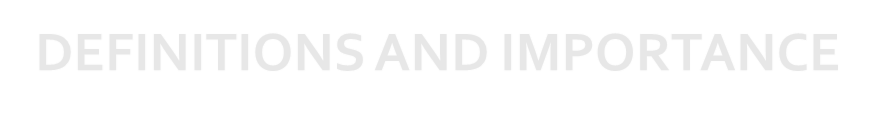 DEFINITIONS AND IMPORTANCE